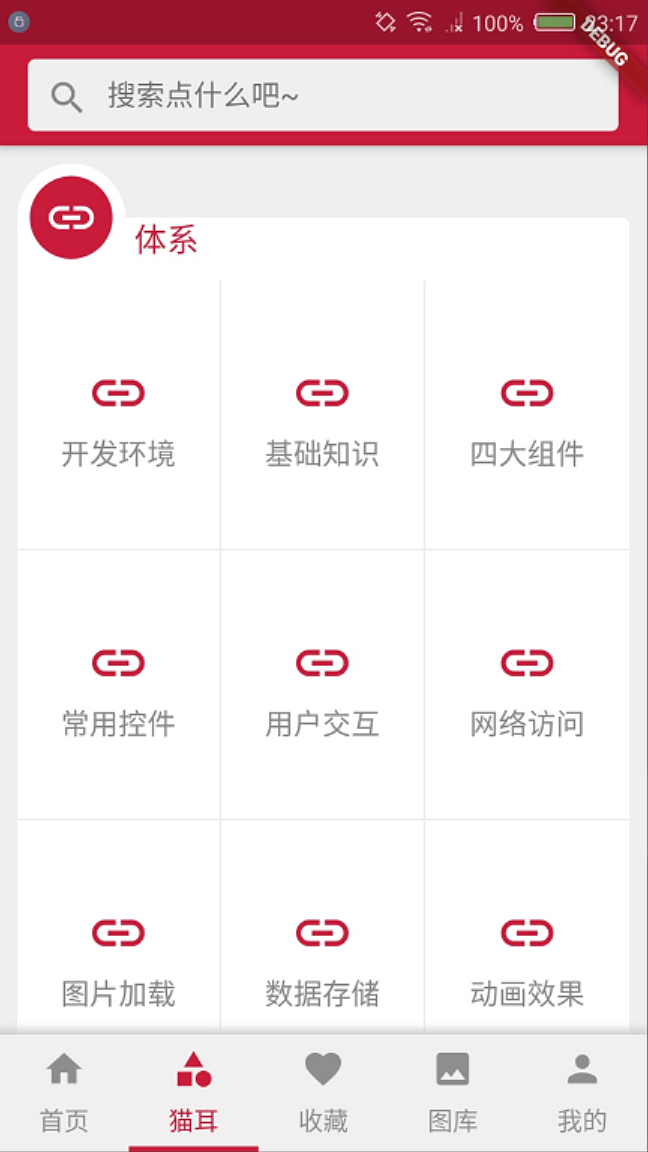 100% 23:17
DEBUG
搜索点什么吧~
体系
开发环境 基础知识 四大组件
常用控件 用户交互 网络访问
图片加载 数据存储 动画效果
首页 猫耳 收藏 图库 我的